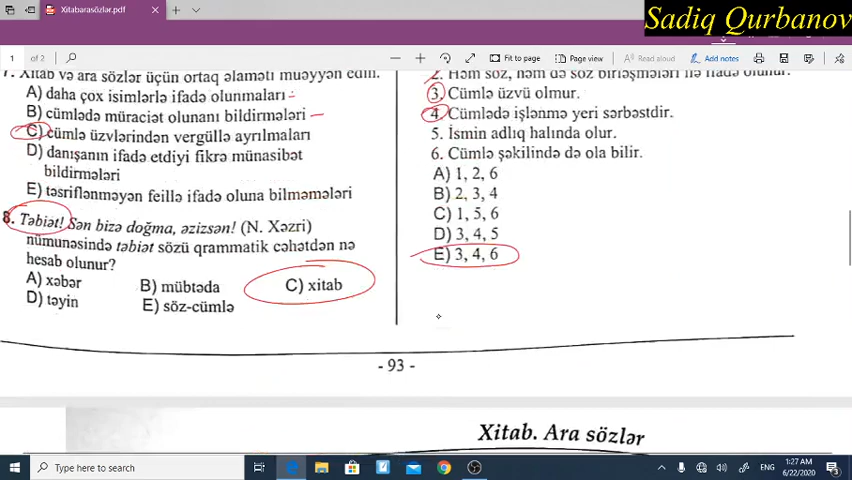 Sadiq Qurbanov
Xitabarasözlər.pdf
1 of 2
Fit to page
Page view
Read aloud
Add notes
7. Xitab və ara sözlər üçün ortaq əlaməti müəyyən edin.
A) daha çox isimlərlə ifadə olunmaları
B) cümlədə müraciət olunanı bildirmələri
C) cümlə üzvlərindən vergüllə ayrılmaları
D) danışanın ifadə etdiyi fikrə münasibət
bildirmələri
E) təsriflənməyən feillə ifadə oluna bilməmələri
8. Təbiət! Sən bizə doğma, əzizsən! (N. Xəzri)
nümunəsində təbiət sözü qrammatik cəhətdən nə
hesab olunur?
A) xəbər B) mübtəda C) xitab
D) təyin E) söz-cümlə
2. Həm söz, həm də söz birləşmələri ilə ifadə olunur.
3. Cümlə üzvü olmur.
4. Cümlədə işlənmə yeri sərbəstdir.
5. İsmin adlıq halında olur.
6. Cümlə şəkilində də ola bilir.
A) 1, 2, 6
B) 2, 3, 4
C) 1, 5, 6
D) 3, 4, 5
E) 3, 4, 6
- 93 -
Xitab. Ara sözlər
Type here to search
ENG
1:27 AM
6/22/2020